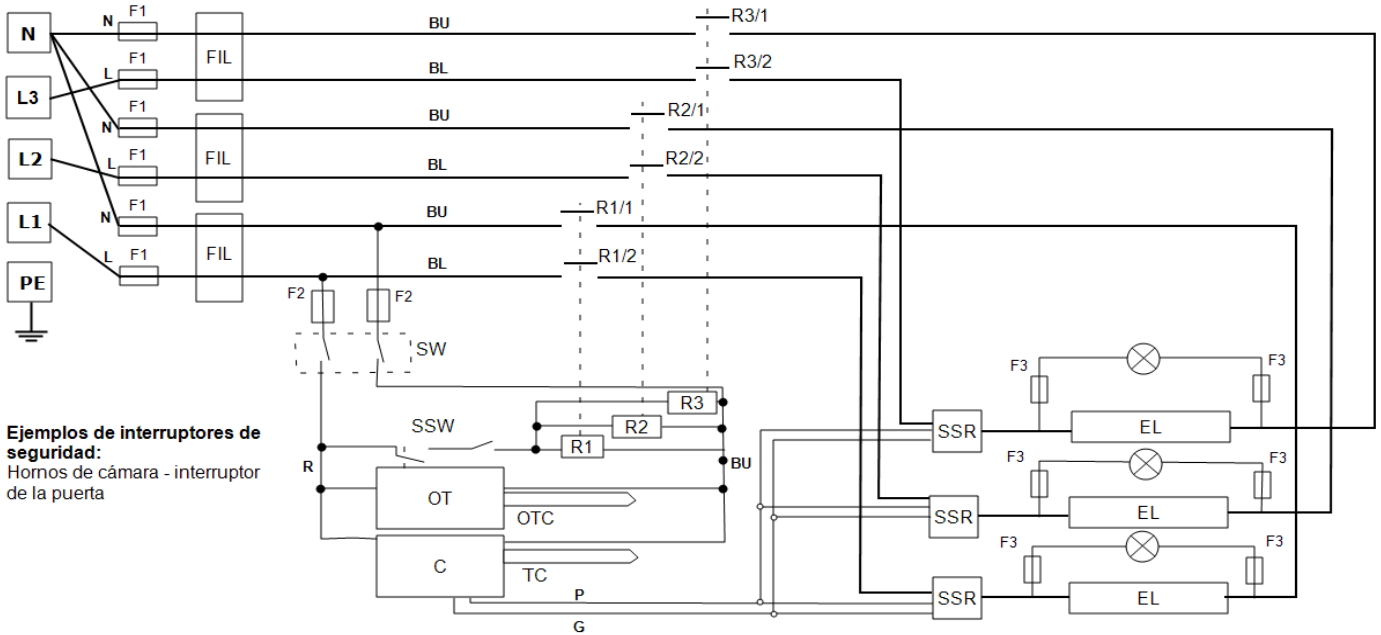 F1
N
R3/1
N
BU
FIL
F1
L
BL
R3/2
L3
F1
N
BU
R2/1
FIL
L2
F1
L
BL
R2/2
F1
N
BU
R1/1
L1
FIL
F1
L
BL
R1/2
PE
F2
F2
SW
F3
F3
R3
SSW
R2
SSR
EL
R1
Ejemplos de interruptores de
seguridad:
Hornos de cámara - interruptor
de la puerta
R
BU
F3
F3
OT
OTC
SSR
EL
F3
F3
C
TC
P
SSR
EL
G